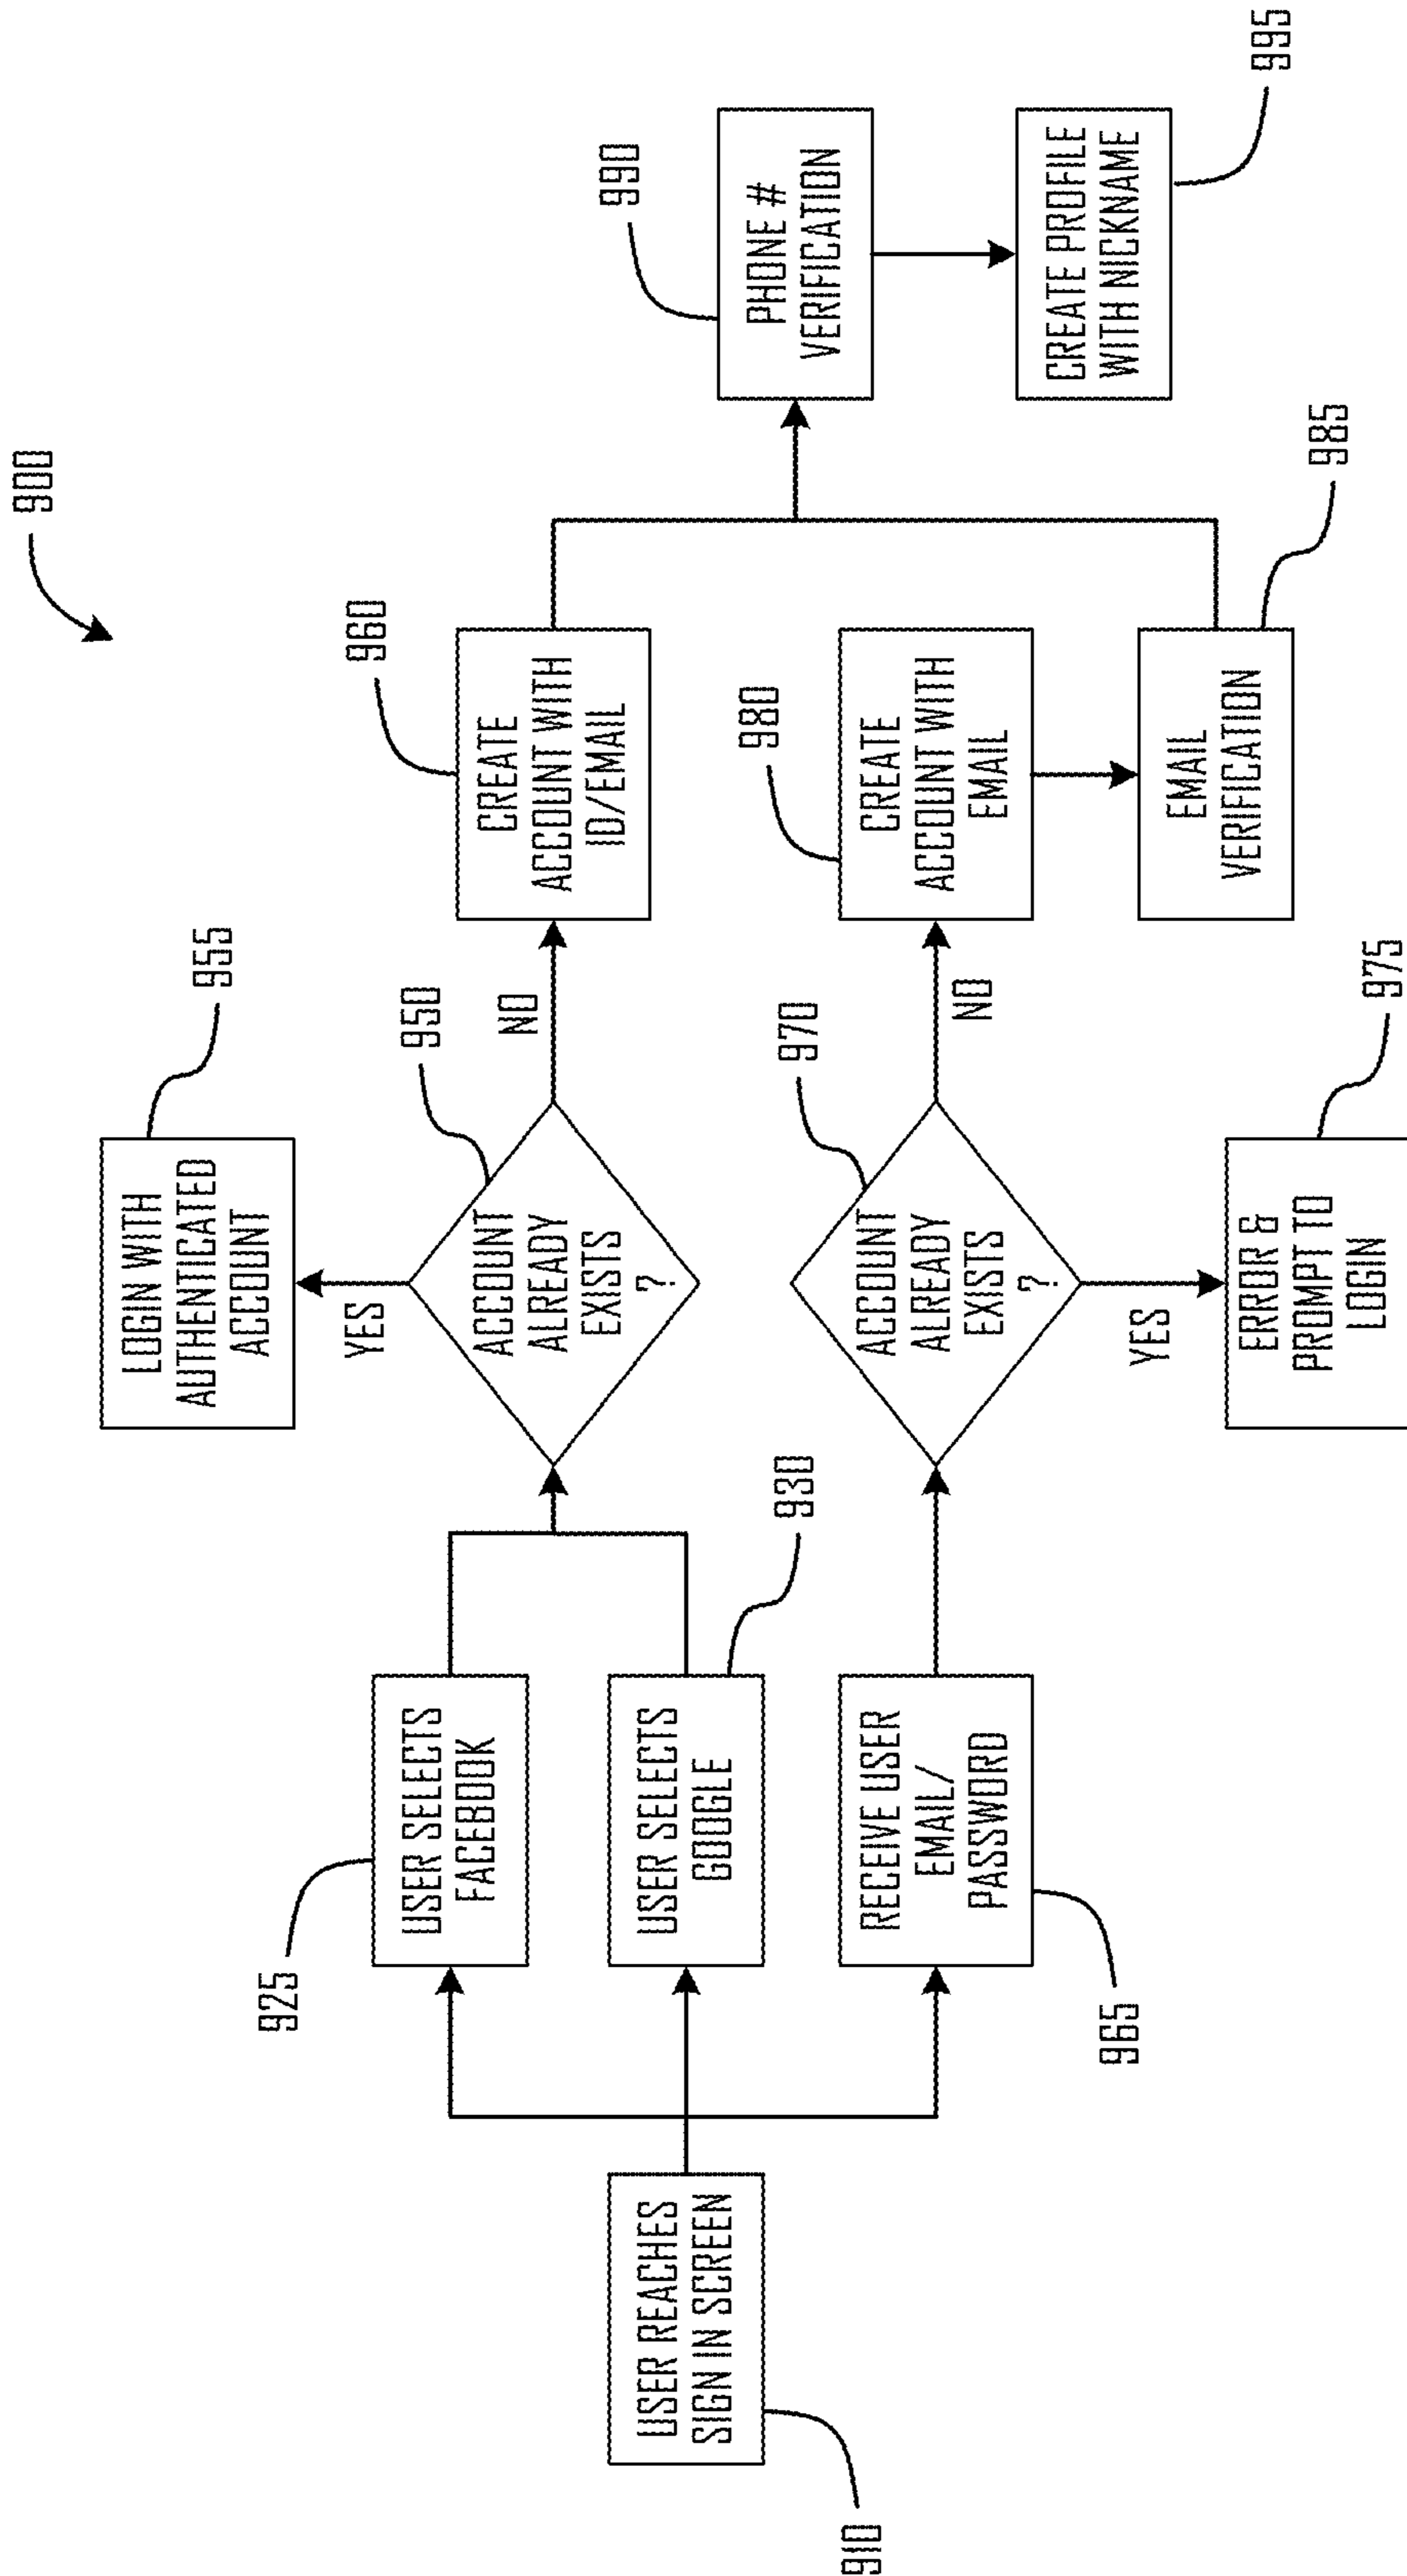 900
910
USER REACHES
SIGN IN SCREEN
925
USER SELECTS
FACEBOOK
930
USER SELECTS
GOOGLE
965
RECEIVE USER
EMAIL/
PASSWORD
950
ACCOUNT
ALREADY
EXISTS
?
YES
NO
955
LOGIN WITH
AUTHENTICATED
ACCOUNT
960
CREATE
ACCOUNT WITH
ID/EMAIL
970
ACCOUNT
ALREADY
EXISTS
?
YES
NO
975
ERROR &
PROMPT TO
LOGIN
980
CREATE
ACCOUNT WITH
EMAIL
985
EMAIL
VERIFICATION
990
PHONE #
VERIFICATION
995
CREATE PROFILE
WITH NICKNAME